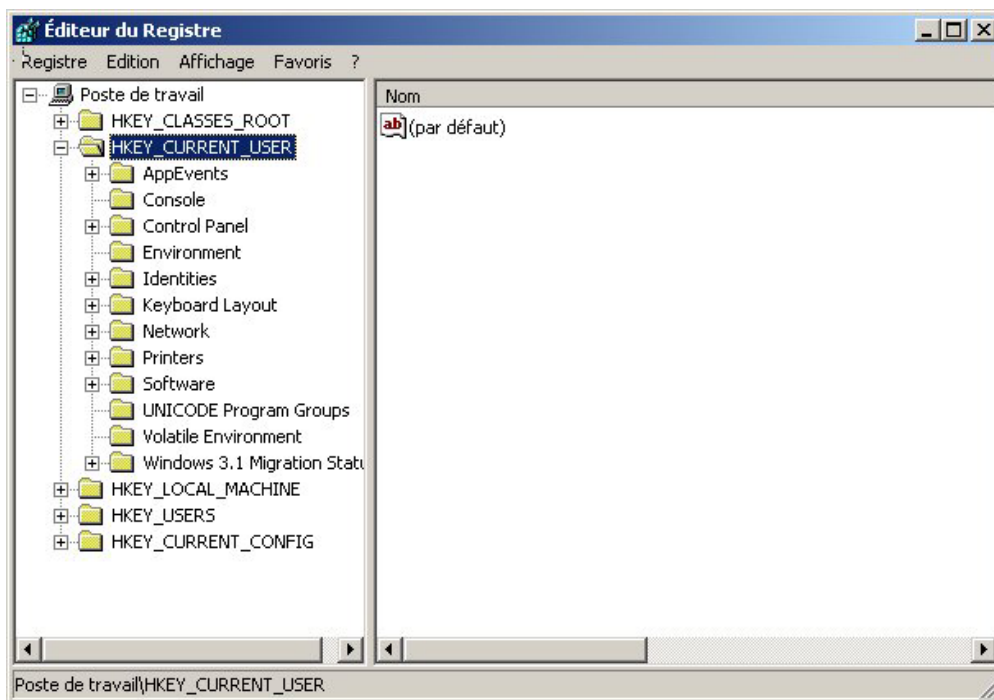 Éditeur du Registre
Registre Edition Affichage Favoris ?
Poste de travail
HKEY_CLASSES_ROOT
HKEY_CURRENT_USER
AppEvents
Console
Control Panel
Environment
Identities
Keyboard Layout
Network
Printers
Software
UNICODE Program Groups
Volatile Environment
Windows 3.1 Migration Statu
HKEY_LOCAL_MACHINE
HKEY_USERS
HKEY_CURRENT_CONFIG
Nom
ab (par défaut)
Poste de travail\HKEY_CURRENT_USER